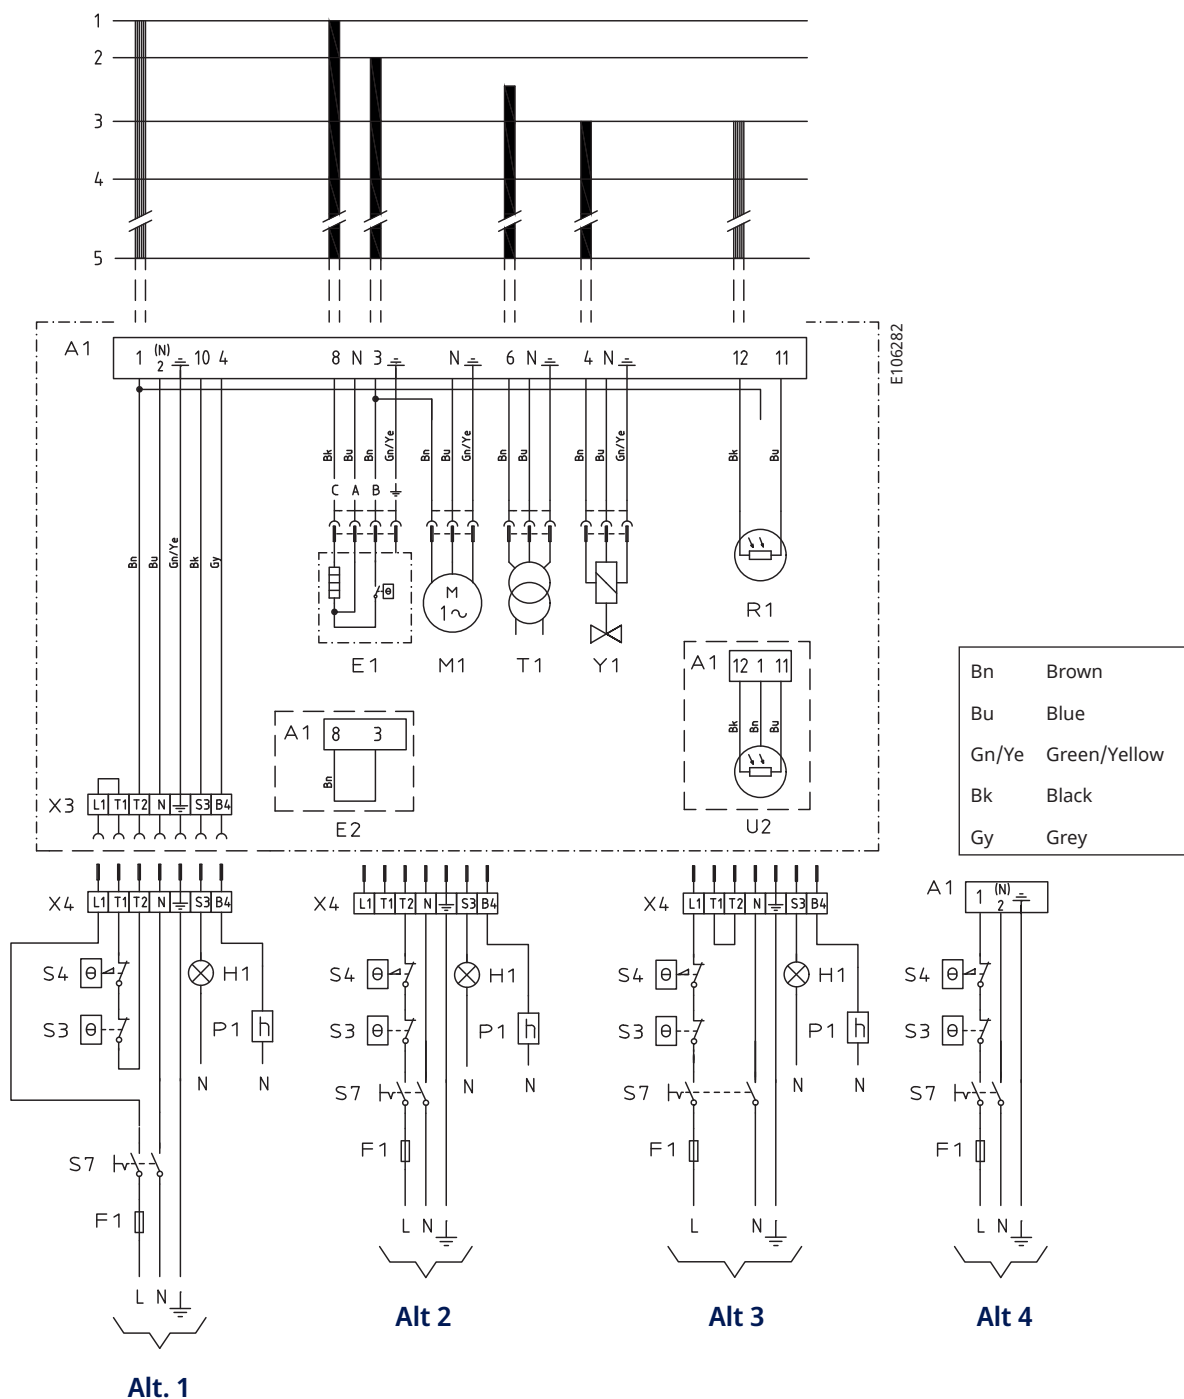 1
2
3
4
5
E106282
A1
1 (N) 2 10 4 8 N 3 N 6 N 4 N 12 11
Bk Bu Bn Gn/Ye Bn Bu Gn/Ye Bn Bu Bn Bu Gn/Ye Bk Bu
C A B
Bn Bu Gn/Ye Bk Gy
M
1~
Θ
E1 M1 T1 Y1 R1
A1 12 1 11
Bk Bn Bu
U2
A1 8 3
Bn
E2
X3 L1 T1 T2 N S3 B4
Bn Brown
Bu Blue
Gn/Ye Green/Yellow
Bk Black
Gy Grey
X4 L1 T1 T2 N S3 B4
S4 Θ H1
S3 Θ P1 h
N N
S7
F1
L N
Alt. 1
X4 L1 T1 T2 N S3 B4
S4 Θ H1
S3 Θ P1 h
N N
S7
F1
L N
Alt 2
X4 L1 T1 T2 N S3 B4
S4 Θ H1
S3 Θ P1 h
N N
S7
F1
L N
Alt 3
A1 1 (N) 2
S4 Θ
S3 Θ
S7
F1
L N
Alt 4